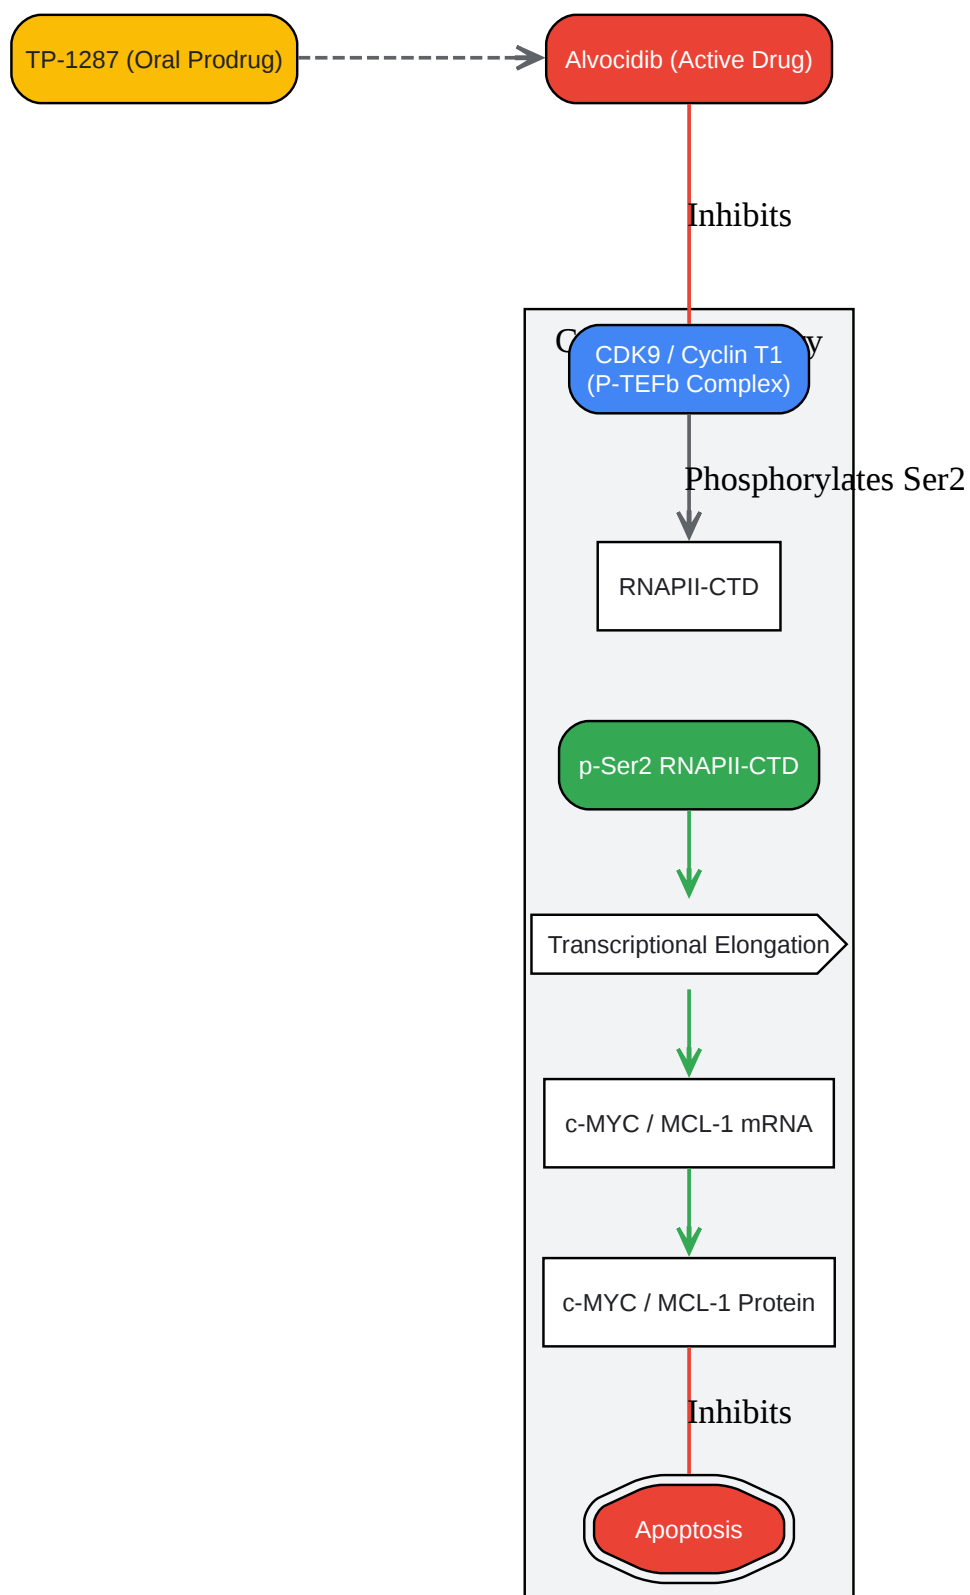 TP-1287 (Oral Prodrug)
Alvocidib (Active Drug)
Inhibits
CDK9 / Cyclin T1
(P-TEFb Complex)
Phosphorylates Ser2
RNAPII-CTD
p-Ser2 RNAPII-CTD
Transcriptional Elongation
c-MYC / MCL-1 mRNA
c-MYC / MCL-1 Protein
Inhibits
Apoptosis